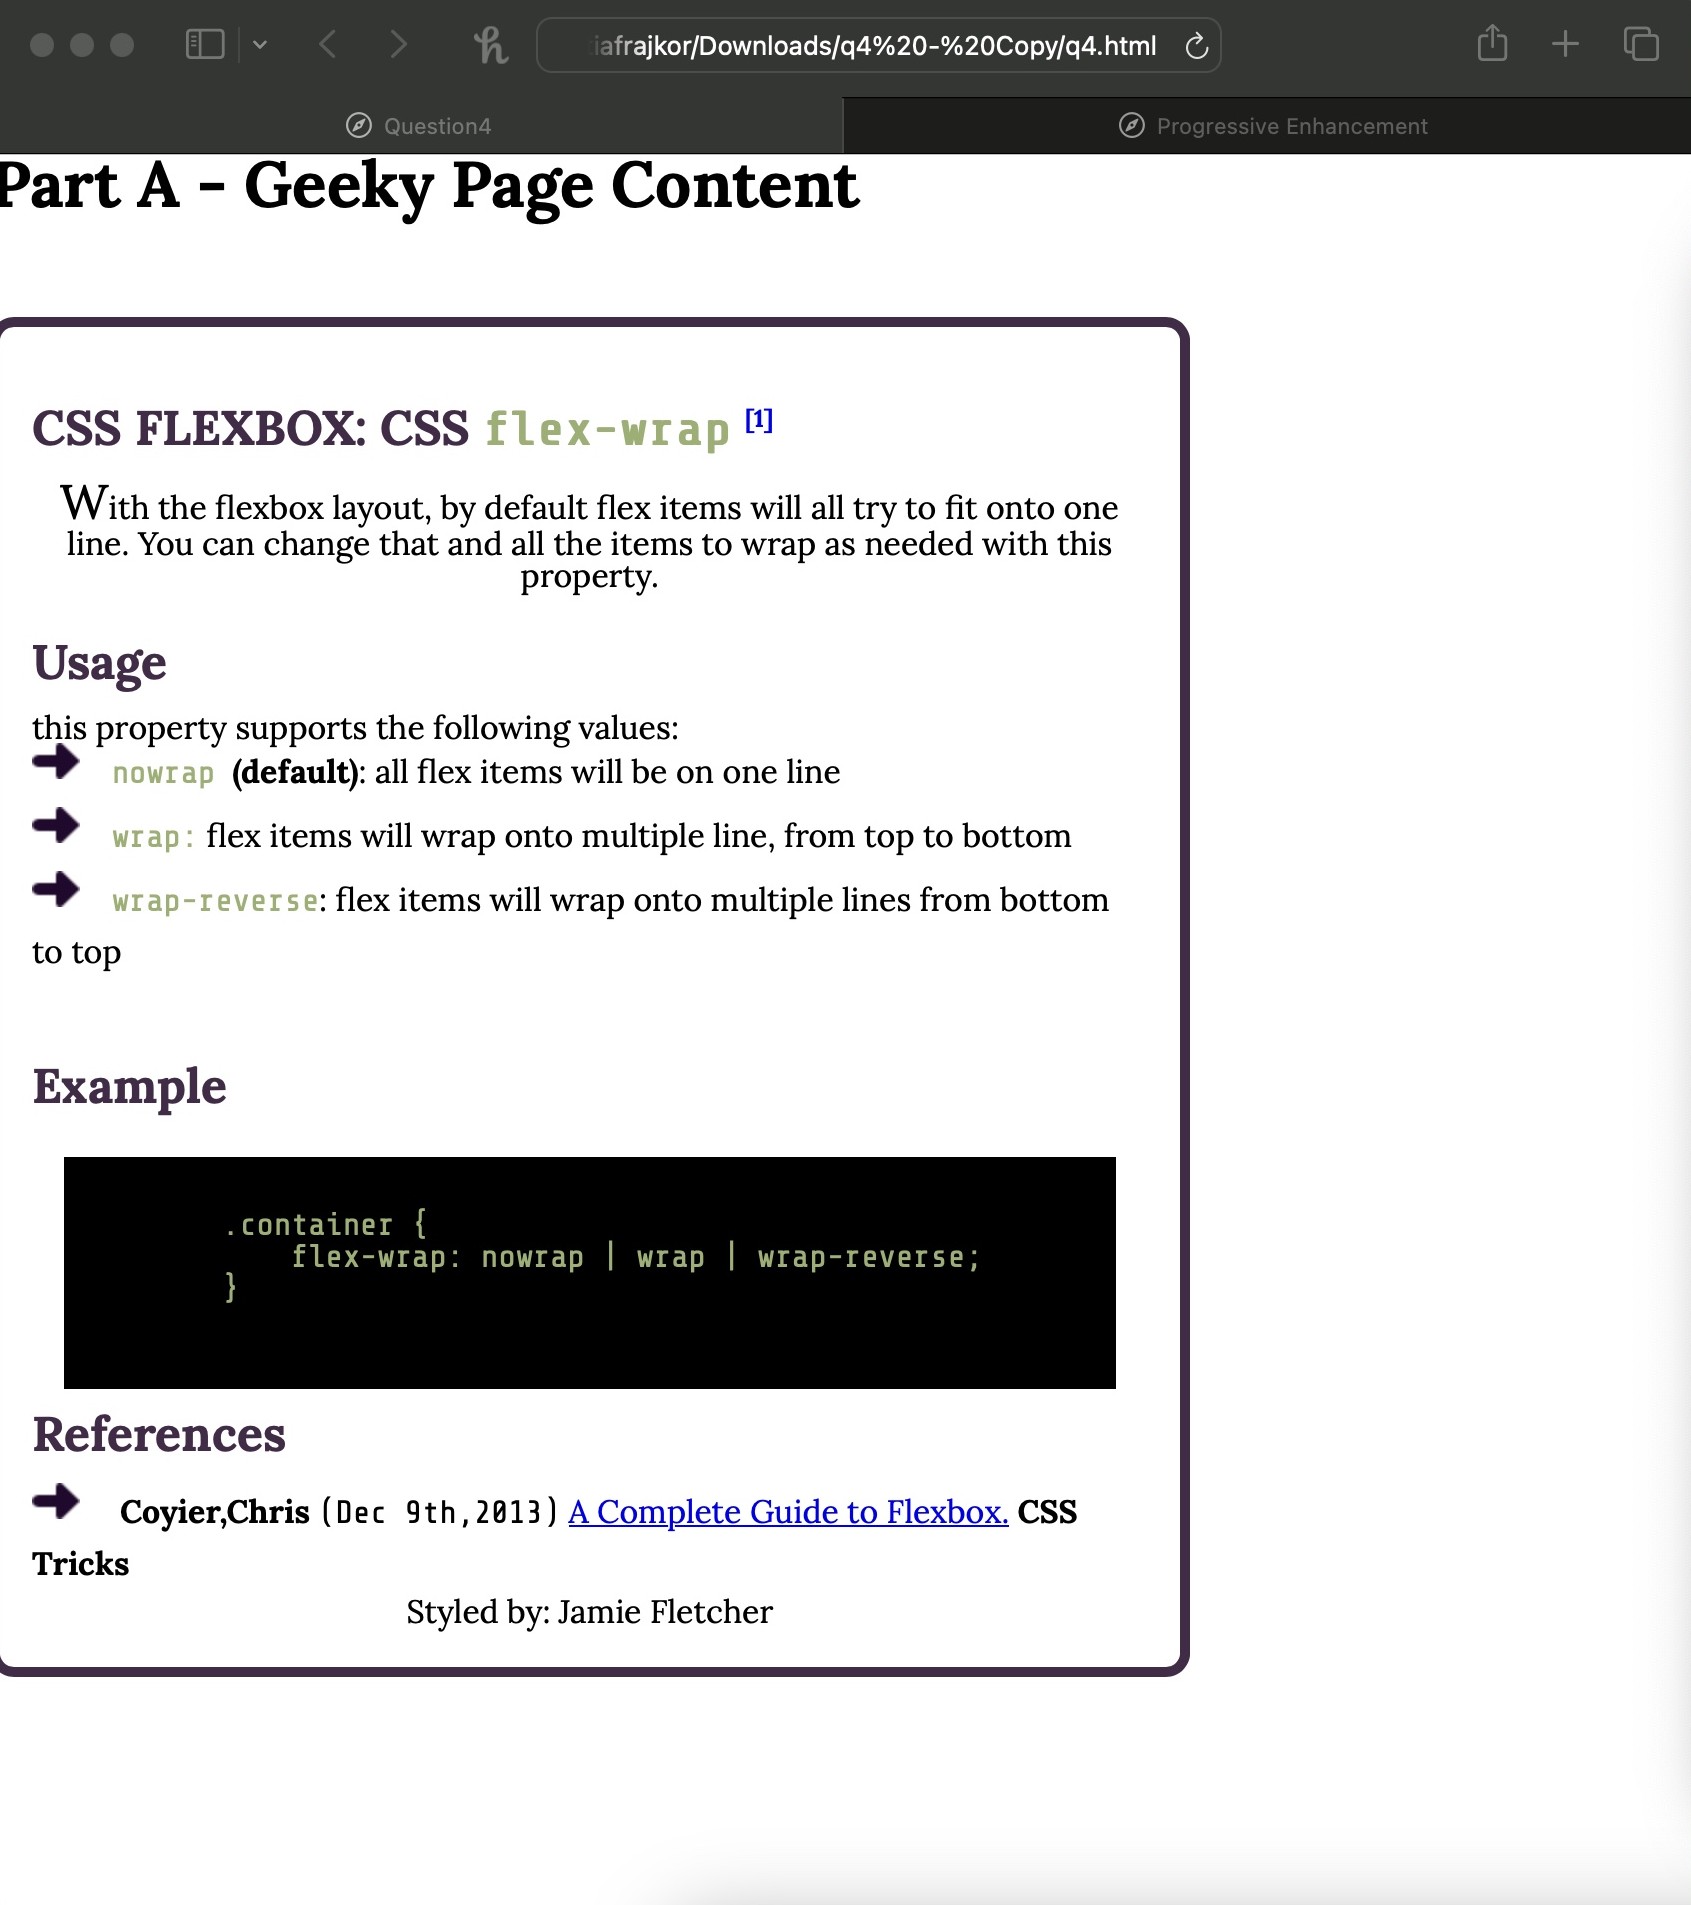 iafrajkor/Downloads/q4%20-%20Copy/q4.html
Question4
Progressive Enhancement
Part A - Geeky Page Content
CSS FLEXBOX: CSS flex-wrap [1]
With the flexbox layout, by default flex items will all try to fit onto one
line. You can change that and all the items to wrap as needed with this
property.
Usage
this property supports the following values:
nowrap (default): all flex items will be on one line
wrap: flex items will wrap onto multiple line, from top to bottom
wrap-reverse: flex items will wrap onto multiple lines from bottom
to top
Example
.container {
flex-wrap: nowrap | wrap | wrap-reverse;
}
References
Coyier,Chris (Dec 9th,2013) A Complete Guide to Flexbox. CSS
Tricks
Styled by: Jamie Fletcher